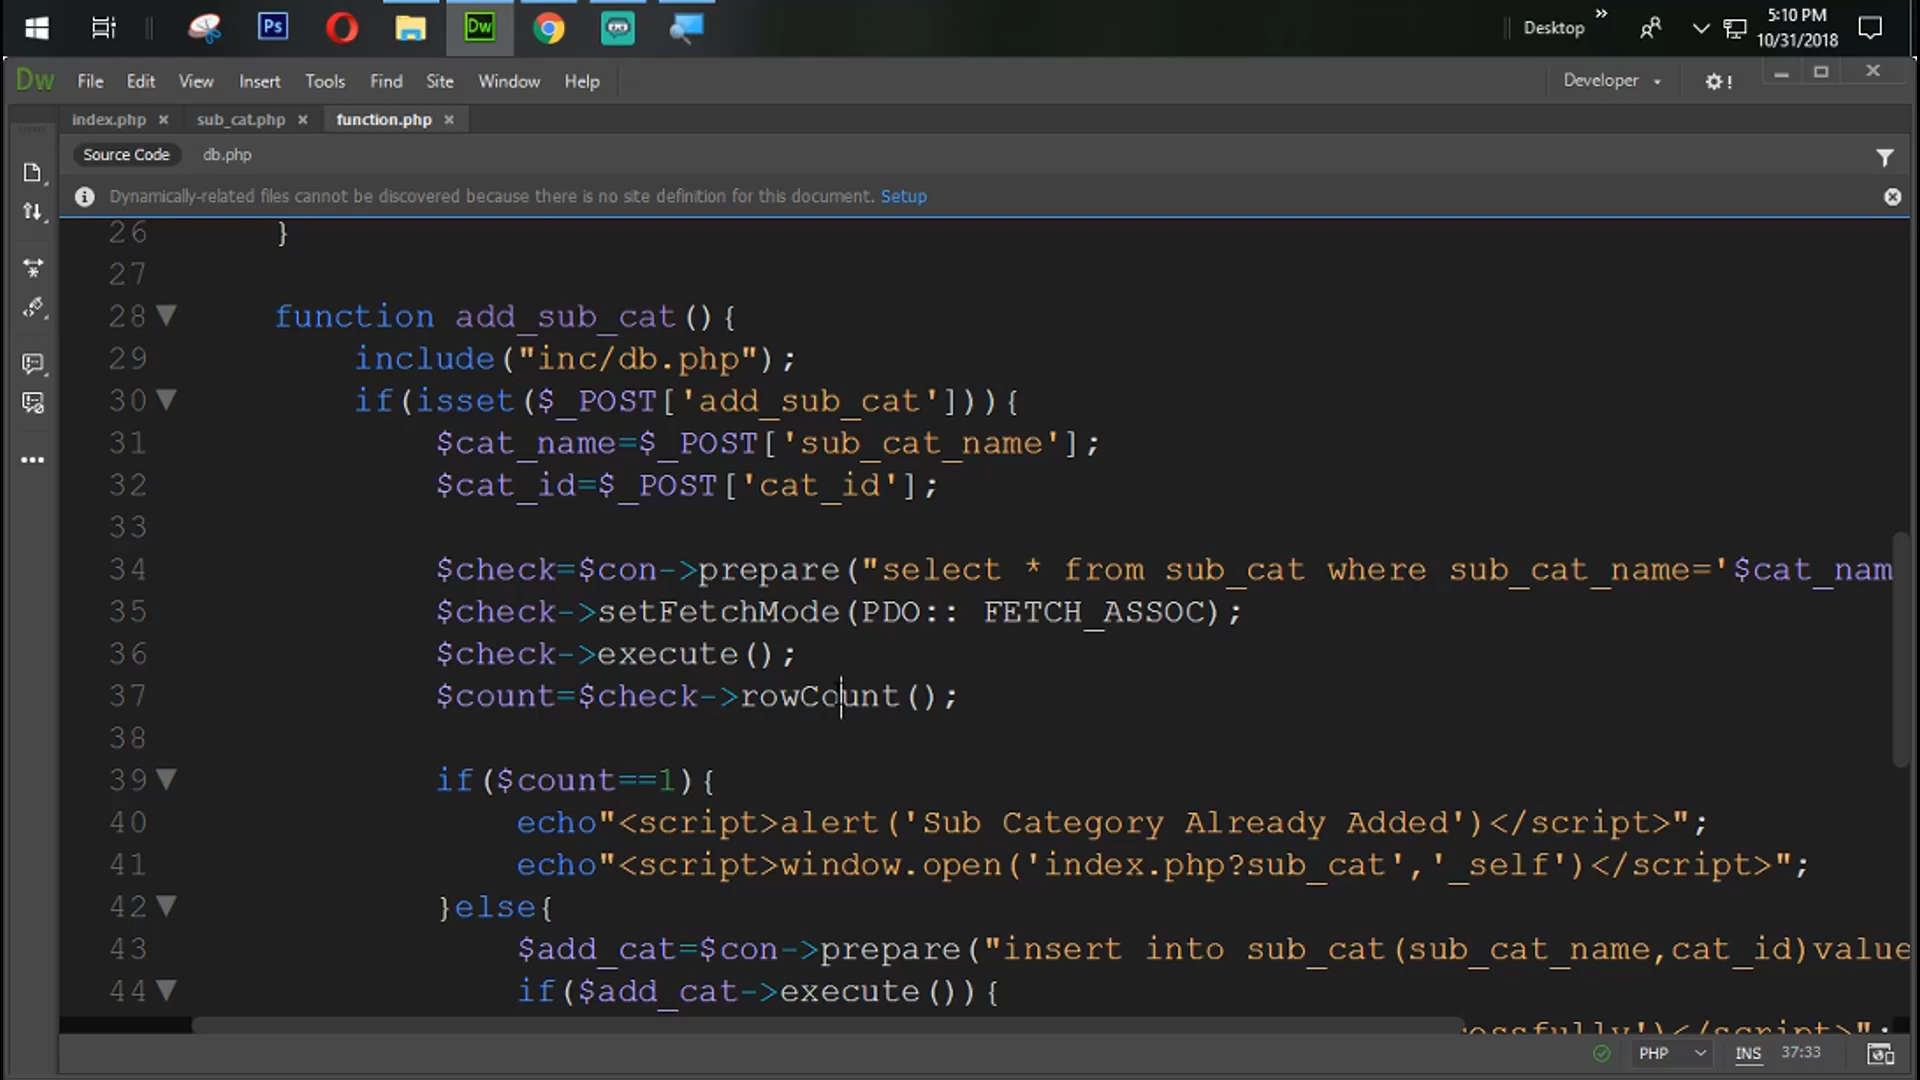 Ps
Dw
Desktop
»
5:10 PM
10/31/2018
Dw File Edit View Insert Tools Find Site Window Help
Developer
!
index.php × sub_cat.php × function.php ×
Source Code db.php
Dynamically-related files cannot be discovered because there is no site definition for this document. Setup
26 }
27
28 function add_sub_cat(){
29 include("inc/db.php");
30 if(isset($_POST['add_sub_cat'])){
31 $cat_name=$_POST['sub_cat_name'];
32 $cat_id=$_POST['cat_id'];
33
34 $check=$con->prepare("select * from sub_cat where sub_cat_name='$cat_nam
35 $check->setFetchMode(PDO:: FETCH_ASSOC);
36 $check->execute();
37 $count=$check->rowCount();
38
39 if($count==1){
40 echo"<script>alert('Sub Category Already Added')</script>";
41 echo"<script>window.open('index.php?sub_cat','_self')</script>";
42 }else{
43 $add_cat=$con->prepare("insert into sub_cat(sub_cat_name,cat_id)value
44 if($add_cat->execute()){
essfully')</script>";
PHP INS 37:33